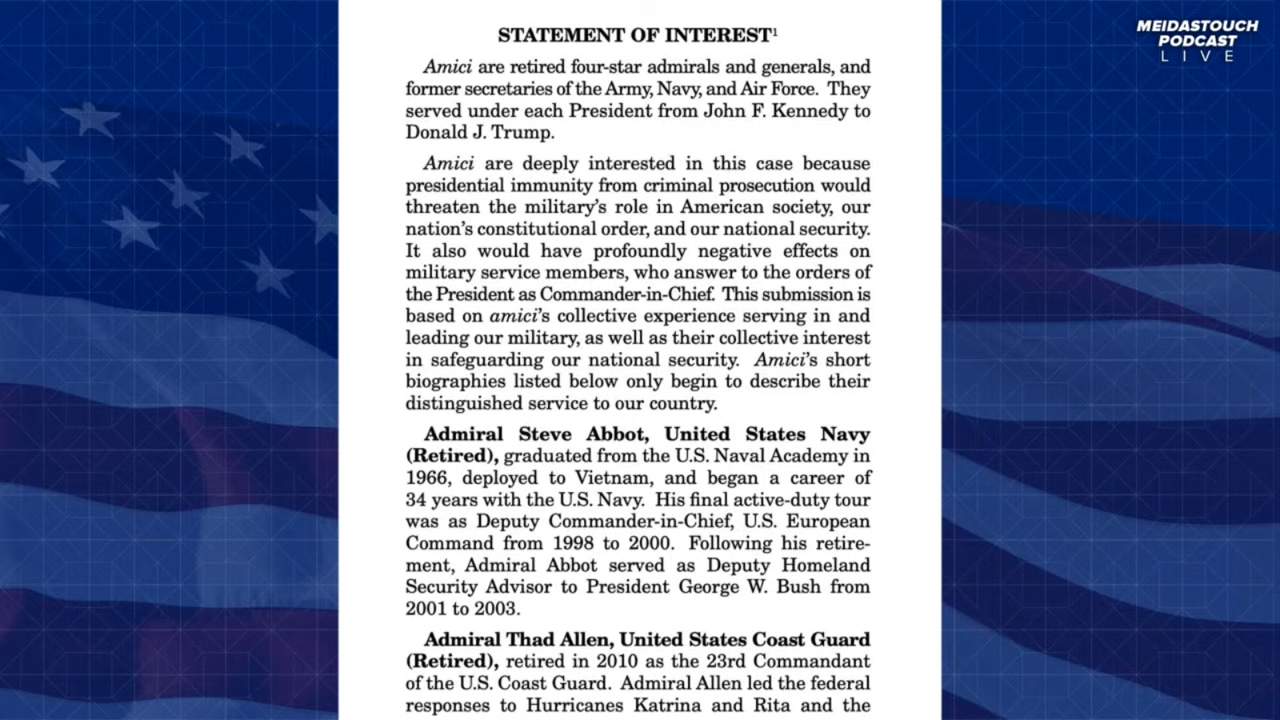 MEIDASTOUCH
PODCAST
LIVE
STATEMENT OF INTEREST¹
Amici are retired four-star admirals and generals, and
former secretaries of the Army, Navy, and Air Force. They
served under each President from John F. Kennedy to
Donald J. Trump.
Amici are deeply interested in this case because
presidential immunity from criminal prosecution would
threaten the military's role in American society, our
nation's constitutional order, and our national security.
It also would have profoundly negative effects on
military service members, who answer to the orders of
the President as Commander-in-Chief. This submission is
based on amici's collective experience serving in and
leading our military, as well as their collective interest
in safeguarding our national security. Amici's short
biographies listed below only begin to describe their
distinguished service to our country.
Admiral Steve Abbot, United States Navy
(Retired), graduated from the U.S. Naval Academy in
1966, deployed to Vietnam, and began a career of
34 years with the U.S. Navy. His final active-duty tour
was as Deputy Commander-in-Chief, U.S. European
Command from 1998 to 2000. Following his retire-
ment, Admiral Abbot served as Deputy Homeland
Security Advisor to President George W. Bush from
2001 to 2003.
Admiral Thad Allen, United States Coast Guard
(Retired), retired in 2010 as the 23rd Commandant
of the U.S. Coast Guard. Admiral Allen led the federal
responses to Hurricanes Katrina and Rita and the